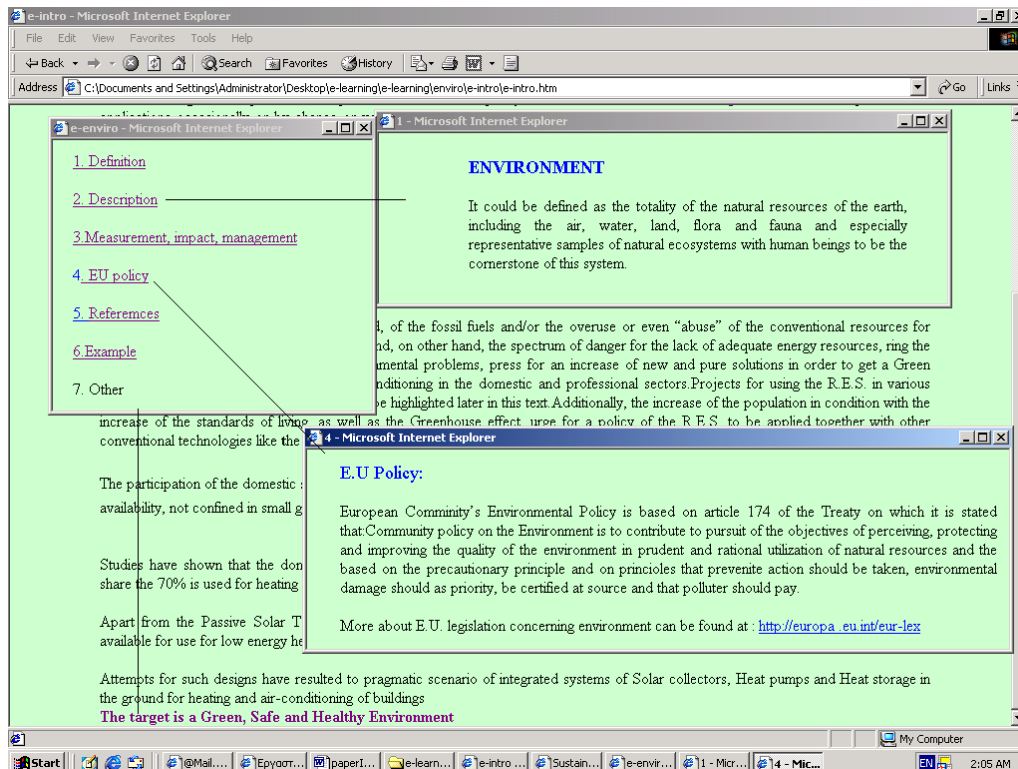 e-intro - Microsoft Internet Explorer
File Edit View Favorites Tools Help
Back Search Favorites History
Address C:\Documents and Settings\Administrator\Desktop\e-learning\e-learning\enviro\e-intro\e-intro.htm Go Links
e-enviro - Microsoft Internet Explorer
1. Definition
2. Description
3.Measurement, impact, management
4. EU policy
5. Referemces
6.Example
7. Other
1 - Microsoft Internet Explorer
ENVIRONMENT
It could be defined as the totality of the natural resources of the earth,
including the air, water, land, flora and fauna and especially
representative samples of natural ecosystems with human beings to be the
cornerstone of this system.
, of the fossil fuels and/or the overuse or even “abuse” of the conventional resources for
nd, on other hand, the spectrum of danger for the lack of adequate energy resources, ring the
mental problems, press for an increase of new and pure solutions in order to get a Green
nditioning in the domestic and professional sectors.Projects for using the R.E.S. in various
be highlighted later in this text.Additionally, the increase of the population in condition with the
increase of the standards of living, as well as the Greenhouse effect, urge for a policy of the R.E.S. to be applied together with other
conventional technologies like the
The participation of the domestic
availability, not confined in small g
Studies have shown that the dom
share the 70% is used for heating
Apart from the Passive Solar T
available for use for low energy he
4 - Microsoft Internet Explorer
E.U Policy:
European Comminity’s Environmental Policy is based on article 174 of the Treaty on which it is stated
that:Community policy on the Environment is to contribute to pursuit of the objectives of perceiving, protecting
and improving the quality of the environment in prudent and rational utilization of natural resources and the
based on the precautionary principle and on princioles that prevenite action should be taken, environmental
damage should as priority, be certified at source and that polluter should pay.
More about E.U. legislation concerning environment can be found at : http://europa .eu.int/eur-lex
Attempts for such designs have resulted to pragmatic scenario of integrated systems of Solar collectors, Heat pumps and Heat storage in
the ground for heating and air-conditioning of buildings
The target is a Green, Safe and Healthy Environment
My Computer
Start @Mail.... Εργασт... paperI... e-learn... e-intro ... Sustain... e-envir... 1 - Micr... 4 - Mic... EN 2:05 AM